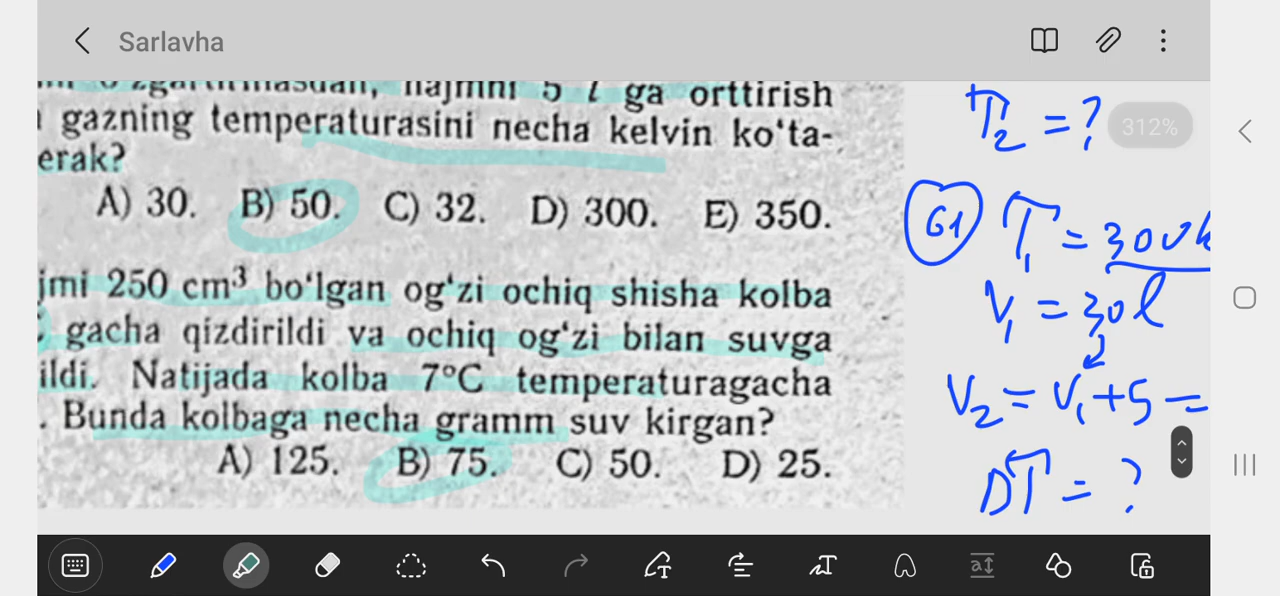 Sarlavha
hajmni 5 l ga orttirish
T₂ = ?
312%
gazning temperaturasini necha kelvin ko‘ta-
erak?
A) 30. B) 50. C) 32. D) 300. E) 350.
61 T₁ = 300k
V₁ = 30l
jmi 250 cm³ bo‘lgan og‘zi ochiq shisha kolba
gacha qizdirildi va ochiq og‘zi bilan suvga
ildi. Natijada kolba 7°C temperaturagacha
. Bunda kolbaga necha gramm suv kirgan?
A) 125. B) 75. C) 50. D) 25.
V₂ = V₁ + 5 =
DT = ?